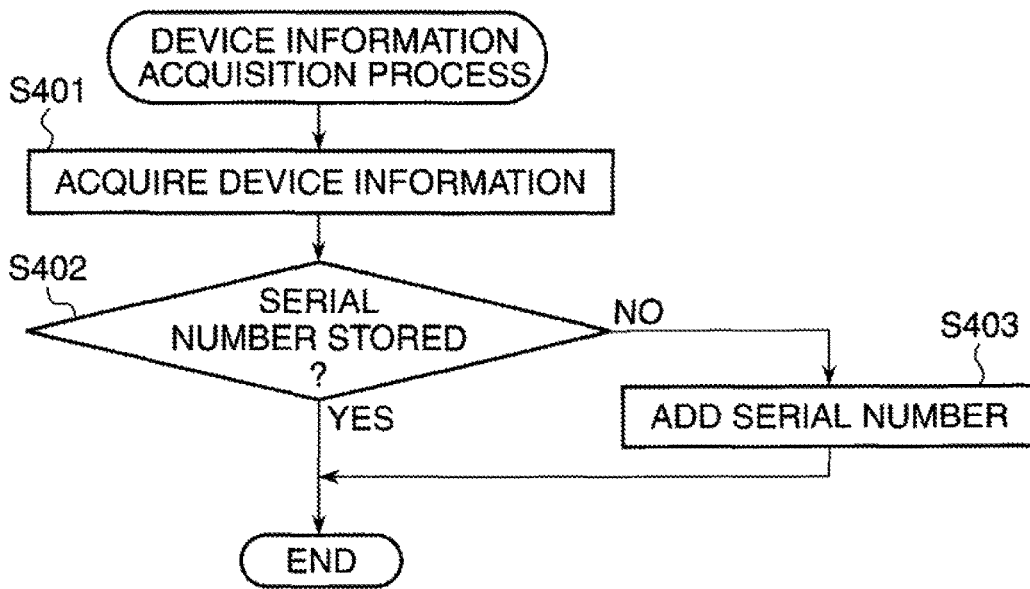 DEVICE INFORMATION
ACQUISITION PROCESS
S401
ACQUIRE DEVICE INFORMATION
S402
SERIAL
NUMBER STORED
?
NO
YES
S403
ADD SERIAL NUMBER
END